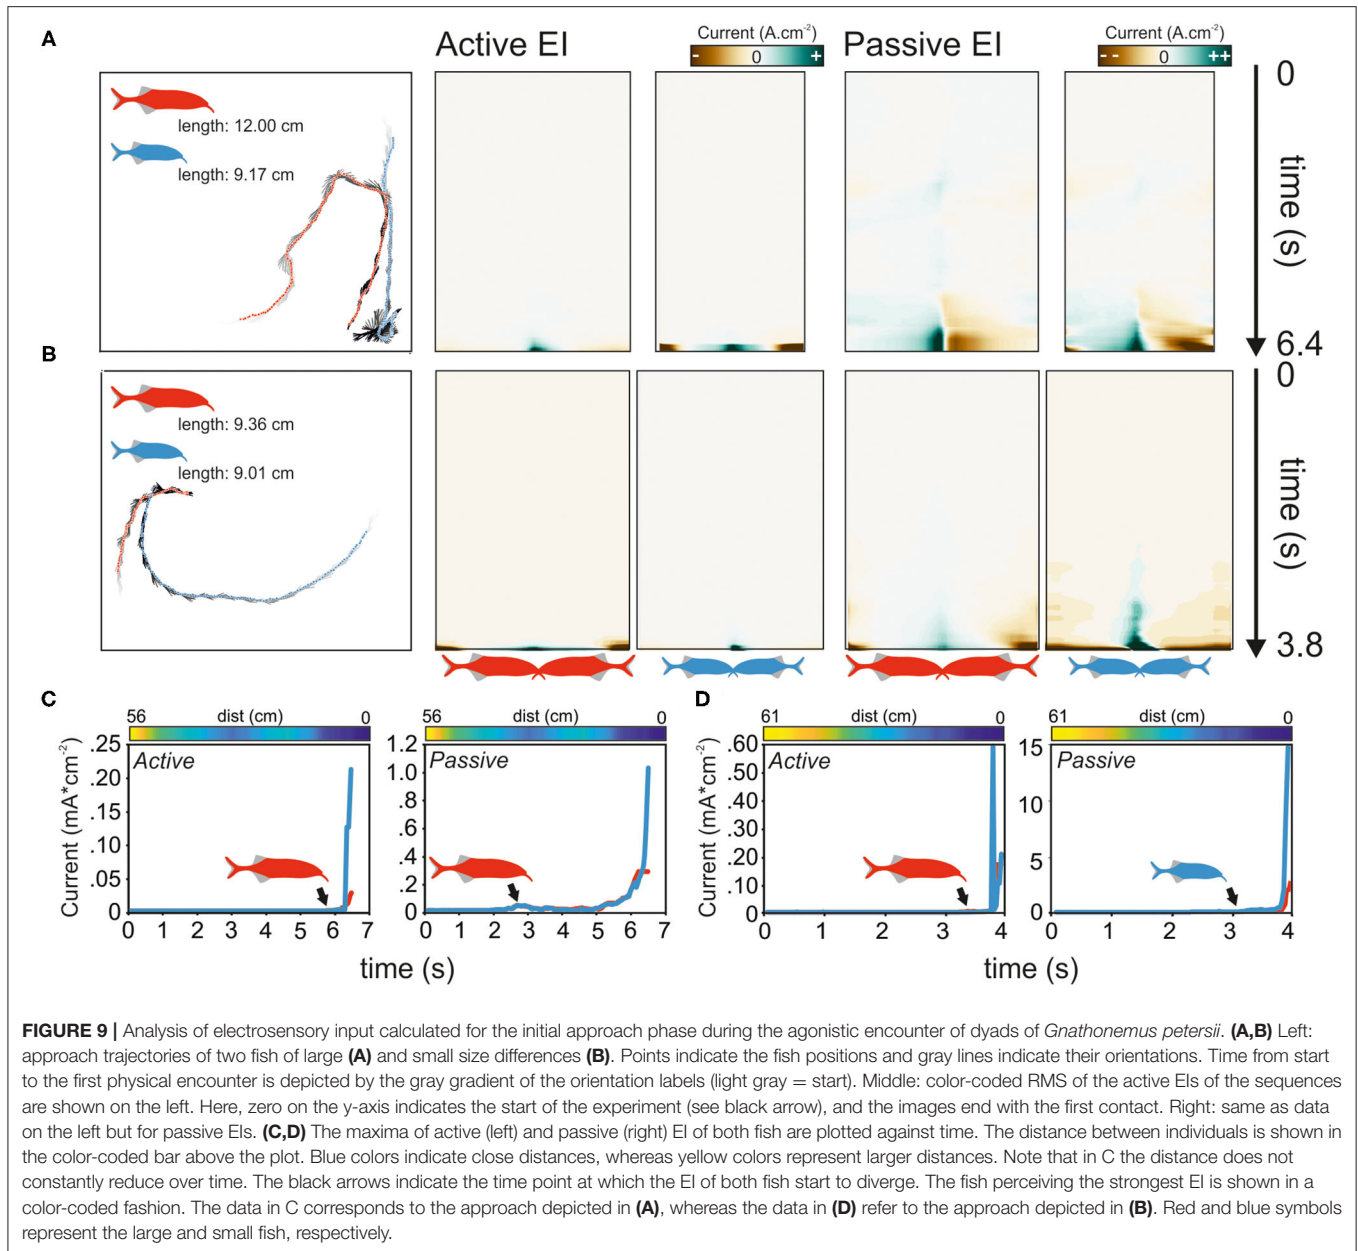 A
Active EI
Current (A.cm-2)
- 0 +
Passive EI
Current (A.cm-2)
-- 0 ++
length: 12.00 cm
length: 9.17 cm
0
time (s)
6.4
B
length: 9.36 cm
length: 9.01 cm
0
time (s)
3.8
C
56 dist (cm) 0
Active
Current (mA*cm-2)
.25
.20
.15
.10
.05
0
0 1 2 3 4 5 6 7
56 dist (cm) 0
Passive
1.2
1.0
.8
.6
.4
.2
0
0 1 2 3 4 5 6 7
time (s)
D
61 dist (cm) 0
Active
Current (mA*cm-2)
.60
.50
.40
.30
.20
.10
0
0 1 2 3 4
61 dist (cm) 0
Passive
15
10
5
0
0 1 2 3 4
time (s)
FIGURE 9 | Analysis of electrosensory input calculated for the initial approach phase during the agonistic encounter of dyads of Gnathonemus petersii. (A,B) Left:
approach trajectories of two fish of large (A) and small size differences (B). Points indicate the fish positions and gray lines indicate their orientations. Time from start
to the first physical encounter is depicted by the gray gradient of the orientation labels (light gray = start). Middle: color-coded RMS of the active EIs of the sequences
are shown on the left. Here, zero on the y-axis indicates the start of the experiment (see black arrow), and the images end with the first contact. Right: same as data
on the left but for passive EIs. (C,D) The maxima of active (left) and passive (right) EI of both fish are plotted against time. The distance between individuals is shown in
the color-coded bar above the plot. Blue colors indicate close distances, whereas yellow colors represent larger distances. Note that in C the distance does not
constantly reduce over time. The black arrows indicate the time point at which the EI of both fish start to diverge. The fish perceiving the strongest EI is shown in a
color-coded fashion. The data in C corresponds to the approach depicted in (A), whereas the data in (D) refer to the approach depicted in (B). Red and blue symbols
represent the large and small fish, respectively.